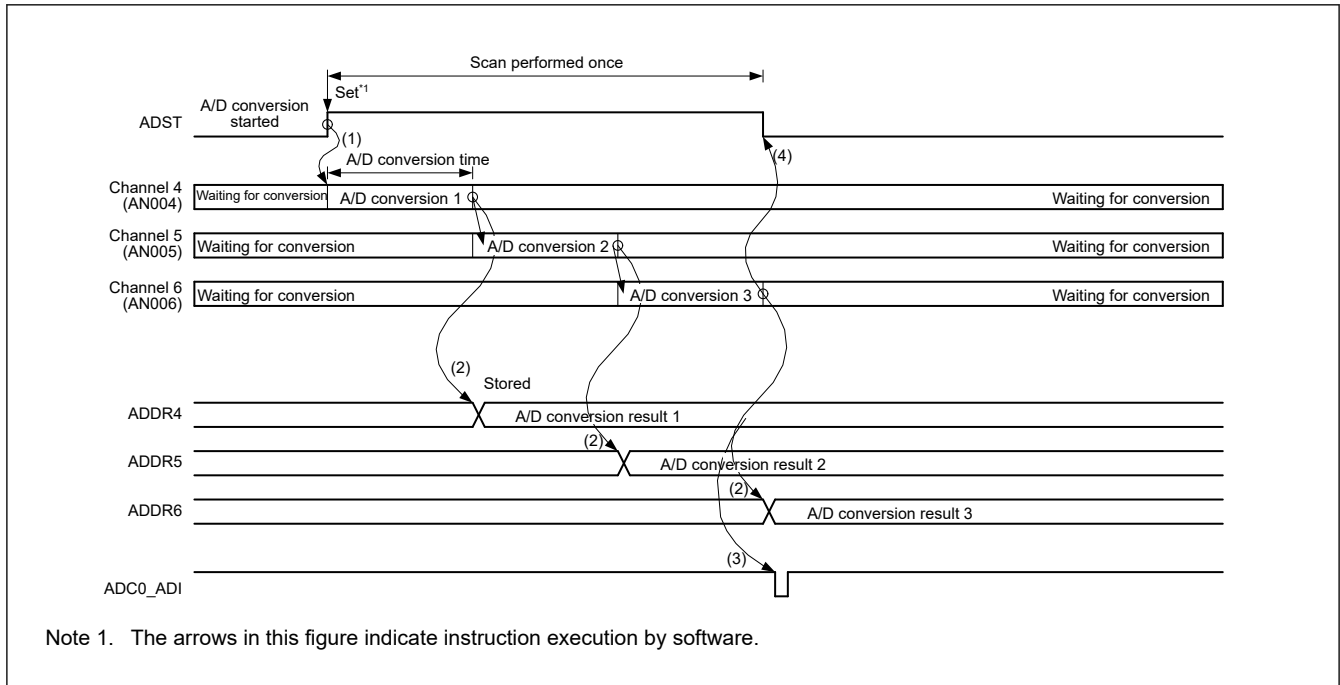 Scan performed once
Set*1
A/D conversion
started
ADST
(1)
(4)
A/D conversion time
Channel 4
(AN004)
Waiting for conversion
A/D conversion 1
Waiting for conversion
Channel 5
(AN005)
Waiting for conversion
A/D conversion 2
Waiting for conversion
Channel 6
(AN006)
Waiting for conversion
A/D conversion 3
Waiting for conversion
(2)
Stored
ADDR4
A/D conversion result 1
(2)
ADDR5
A/D conversion result 2
(2)
ADDR6
A/D conversion result 3
(3)
ADC0_ADI
Note 1. The arrows in this figure indicate instruction execution by software.